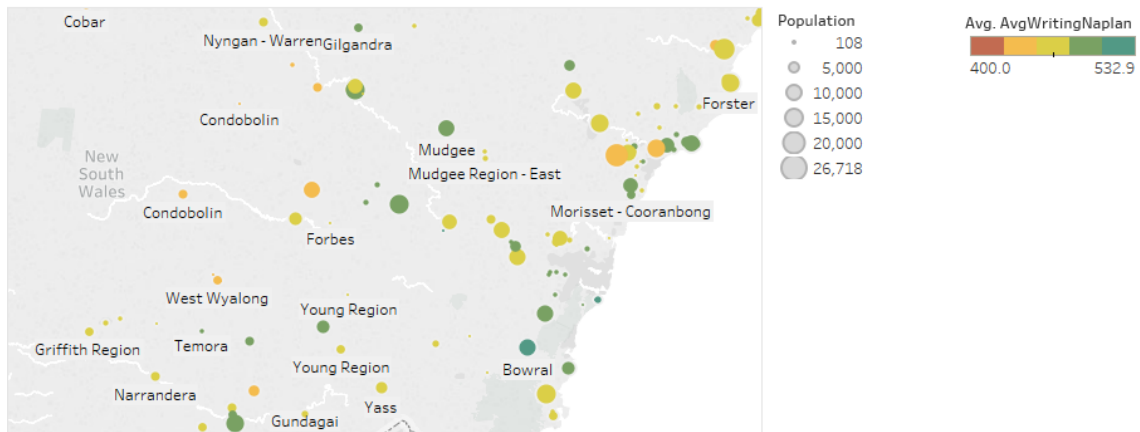 Cobar
Nyngan - Warren
Gilgandra
Condobolin
Forster
Mudgee
Mudgee Region - East
New
South
Wales
Condobolin
Morisset - Cooranbong
Forbes
West Wyalong
Young Region
Griffith Region
Temora
Young Region
Bowral
Narrandera
Gundagai
Yass
Population
108
5,000
10,000
15,000
20,000
26,718
Avg. AvgWritingNaplan
400.0
532.9